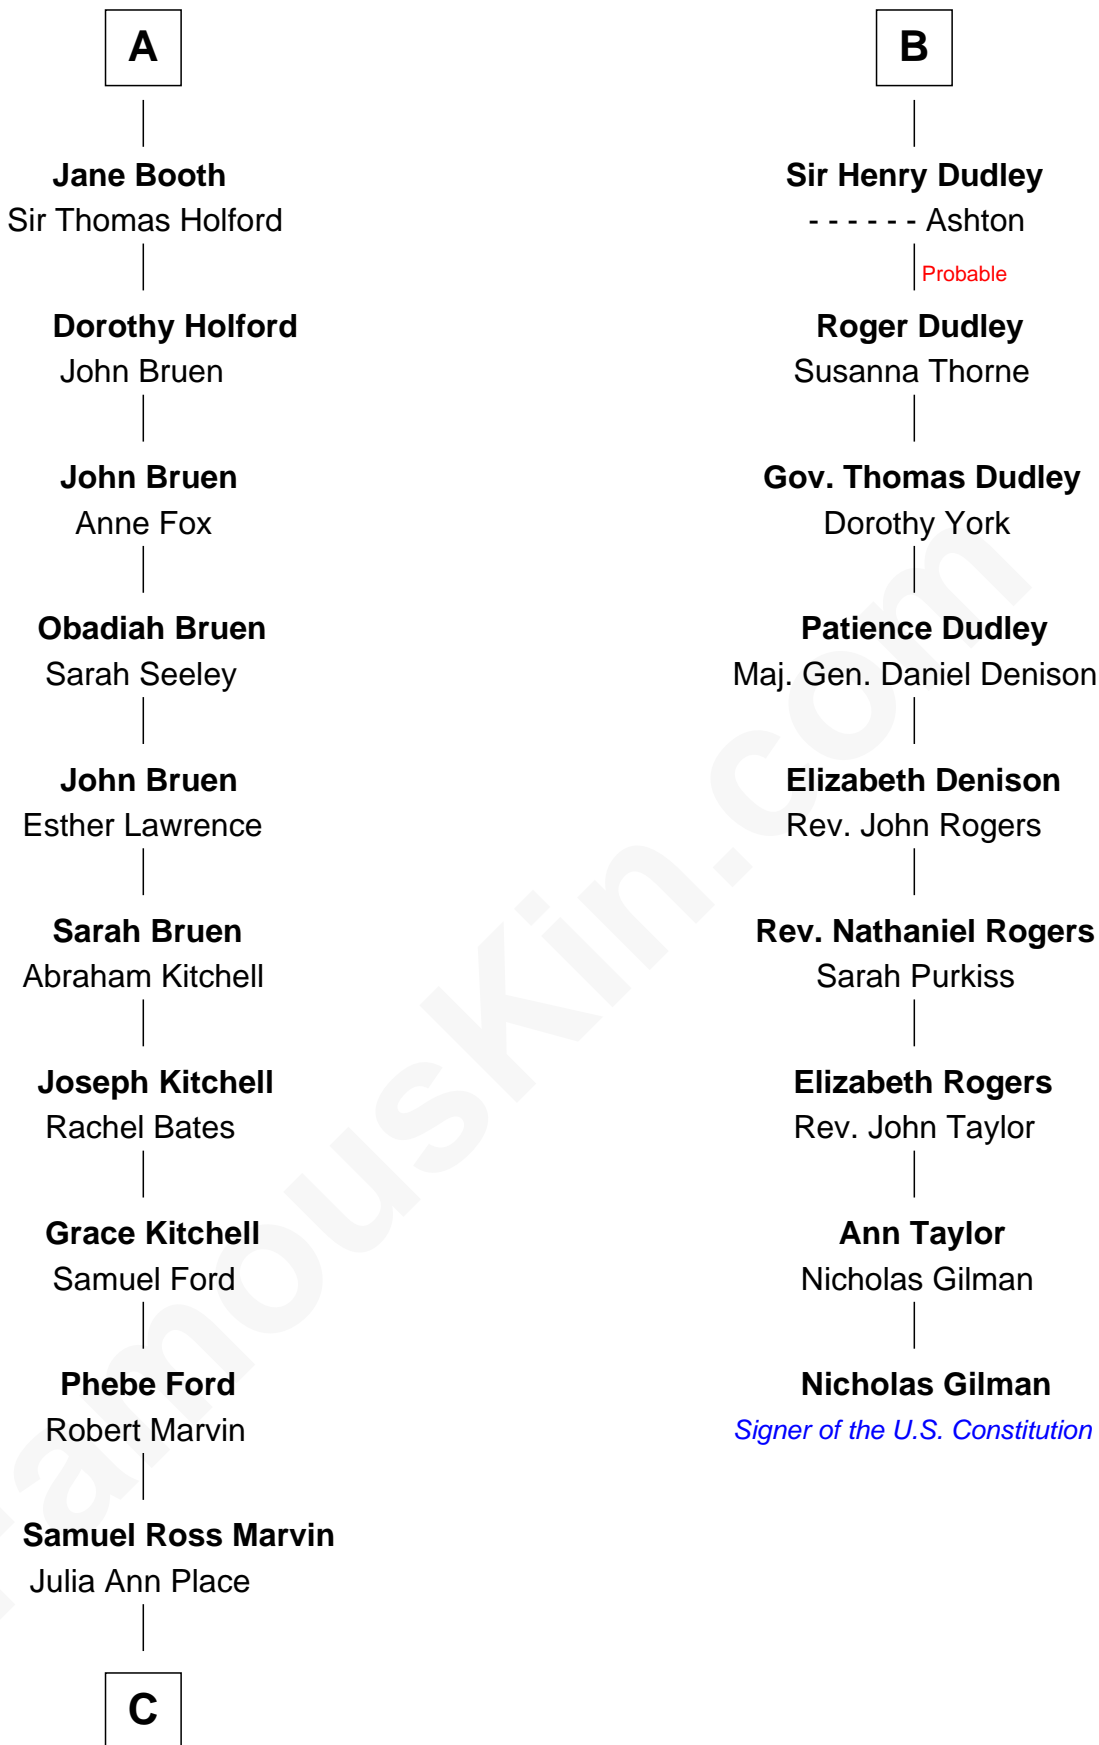 A
Jane Booth
Sir Thomas Holford
Dorothy Holford
John Bruen
John Bruen
Anne Fox
Obadiah Bruen
Sarah Seeley
John Bruen
Esther Lawrence
Sarah Bruen
Abraham Kitchell
Joseph Kitchell
Rachel Bates
Grace Kitchell
Samuel Ford
Phebe Ford
Robert Marvin
Samuel Ross Marvin
Julia Ann Place
C
B
Sir Henry Dudley
- - - - - - Ashton
Probable
Roger Dudley
Susanna Thorne
Gov. Thomas Dudley
Dorothy York
Patience Dudley
Maj. Gen. Daniel Denison
Elizabeth Denison
Rev. John Rogers
Rev. Nathaniel Rogers
Sarah Purkiss
Elizabeth Rogers
Rev. John Taylor
Ann Taylor
Nicholas Gilman
Nicholas Gilman
Signer of the U.S. Constitution
FamousKin.com